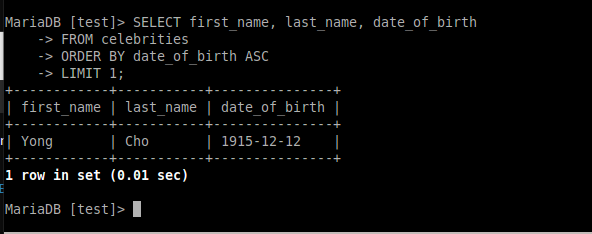 MariaDB [test]> SELECT first_name, last_name, date_of_birth
    -> FROM celebrities
    -> ORDER BY date_of_birth ASC
    -> LIMIT 1;
+------------+-----------+---------------+
| first_name | last_name | date_of_birth |
+------------+-----------+---------------+
| Yong       | Cho       | 1915-12-12    |
+------------+-----------+---------------+
1 row in set (0.01 sec)
MariaDB [test]>